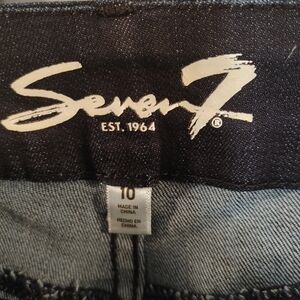 Seven7®
EST. 1964
10
MADE IN
CHINA
HECHO EN
CHINA